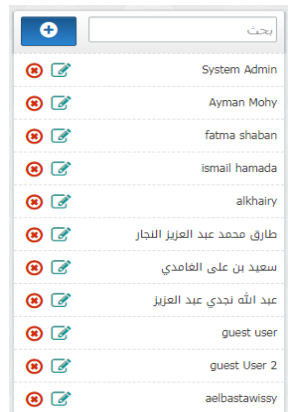 بحث
System Admin
Ayman Mohy
fatma shaban
ismail hamada
alkhairy
طارق محمد عبد العزيز النجار
سعيد بن على الغامدي
عبد الله نجدي عبد العزيز
guest user
guest User 2
aelbastawissy